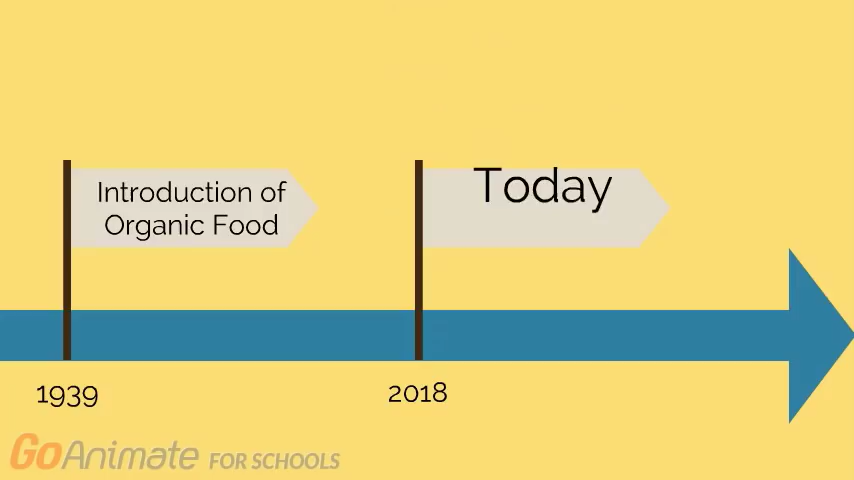 Introduction of
Organic Food
Today
1939
2018
GoAnimate FOR SCHOOLS